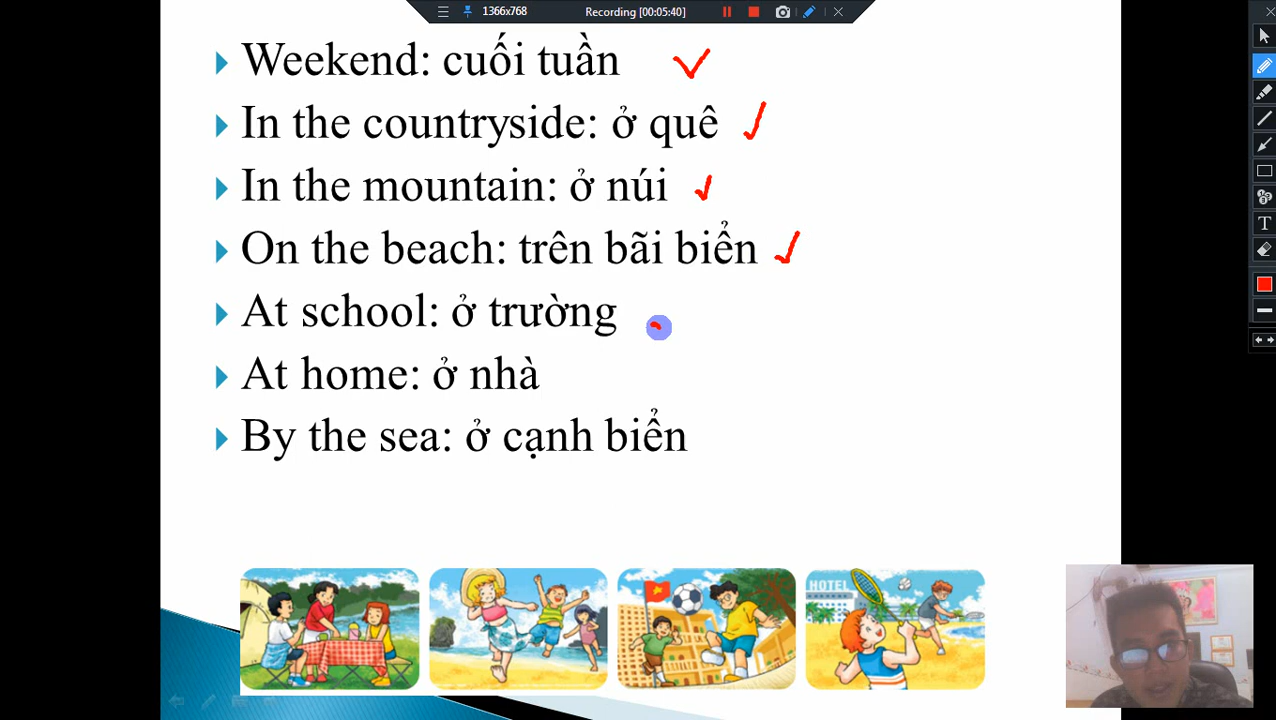 1366x768 Recording [00:05:40]
Weekend: cuối tuần
In the countryside: ở quê
In the mountain: ở núi
On the beach: trên bãi biển
At school: ở trường
At home: ở nhà
By the sea: ở cạnh biển
HOTEL